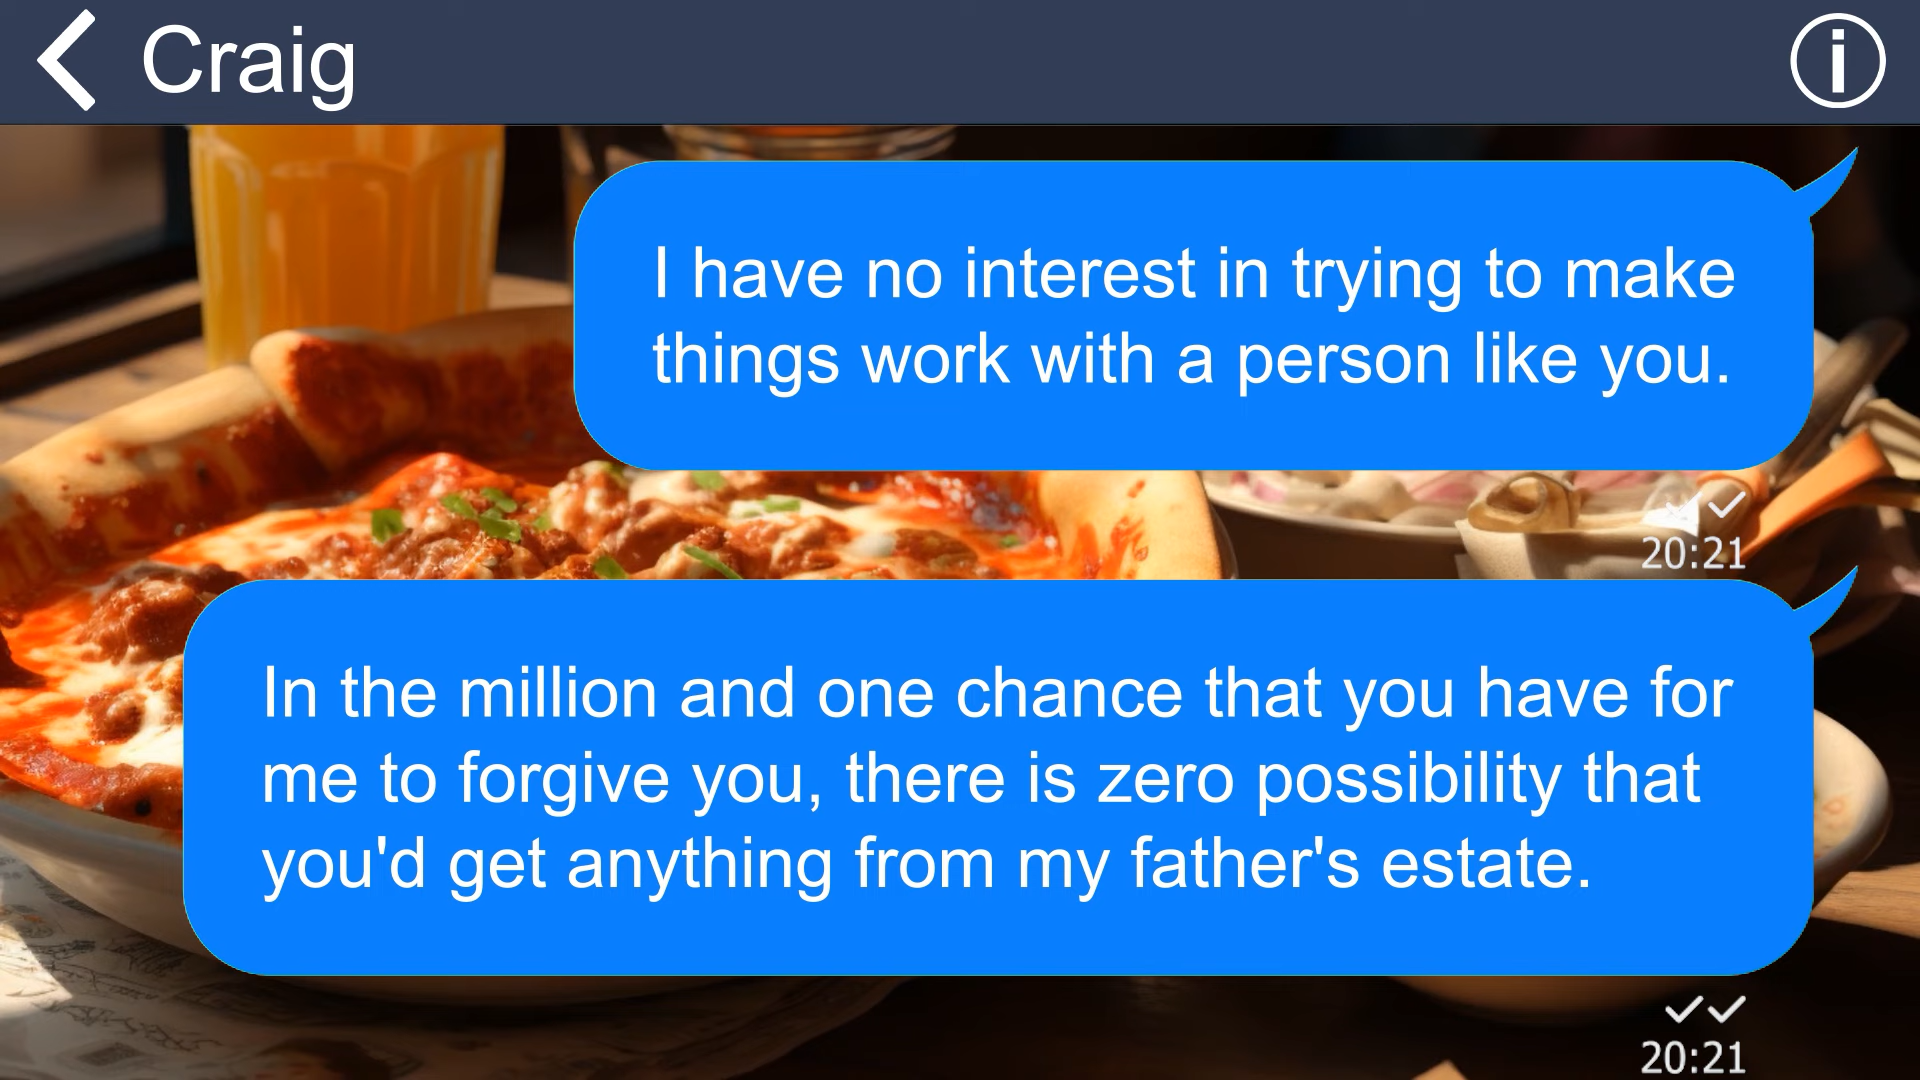 Craig
I have no interest in trying to make
things work with a person like you.
20:21
In the million and one chance that you have for
me to forgive you, there is zero possibility that
you'd get anything from my father's estate.
20:21